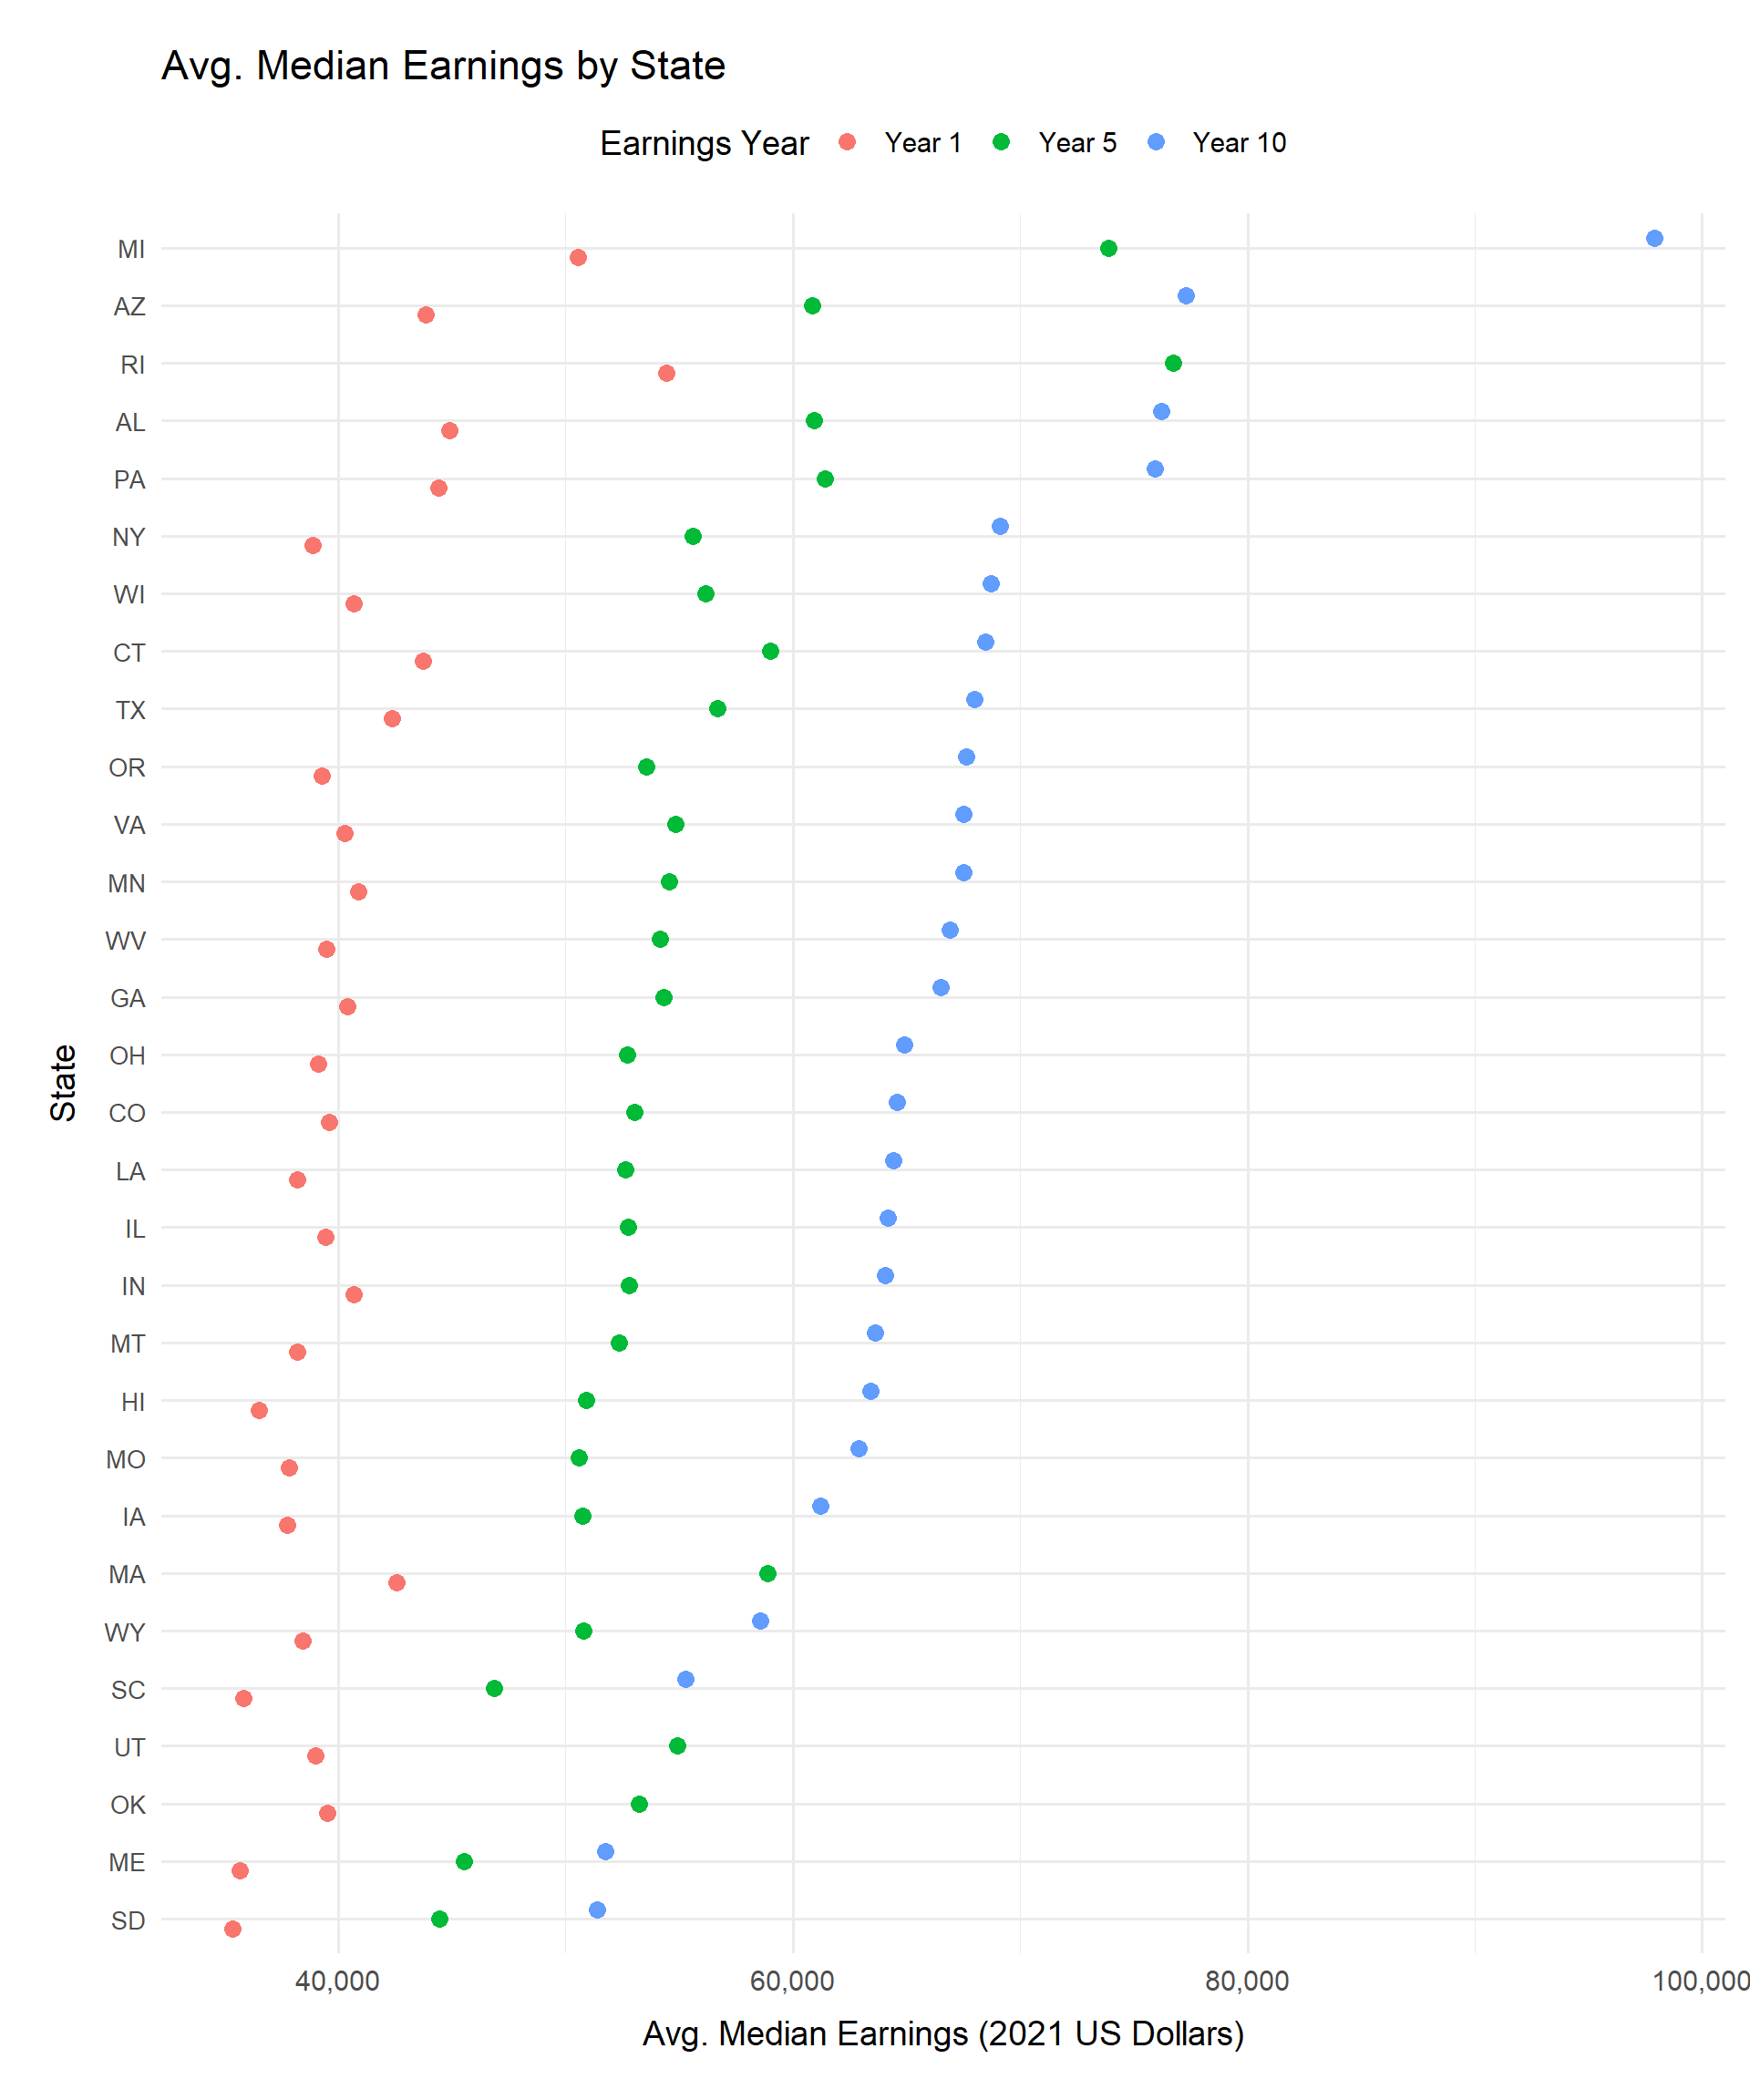 Avg. Median Earnings by State
Earnings Year Year 1 Year 5 Year 10
MI
AZ
RI
AL
PA
NY
WI
CT
TX
OR
VA
MN
WV
GA
OH
CO
LA
IL
IN
MT
HI
MO
IA
MA
WY
SC
UT
OK
ME
SD
State
40,000 60,000 80,000 100,000
Avg. Median Earnings (2021 US Dollars)